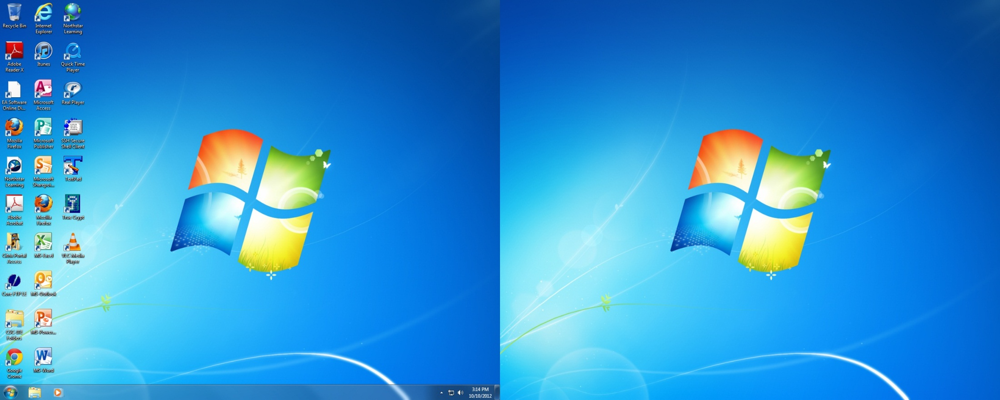 Recycle Bin
Internet
Explorer
Northstar
Learning
Adobe
Reader X
Itunes
Quick Time
Player
EA Software
Online Di...
Microsoft
Access
Real Player
Mozilla
Firefox
Microsoft
Publisher
SSH Secure
Shell Client
Northstar
Learning
Microsoft
Sharepoi...
TextPad
Abobe
Acrobat
Mozilla
Firefox
True Crypt
Citrix Portal
Access
MS-Excel
VLC Media
Player
Core FTP LE
MS-Outlook
CSC-ITE
Folders
MS-Power...
Google
Crome
MS-Word
3:14 PM
10/10/2012